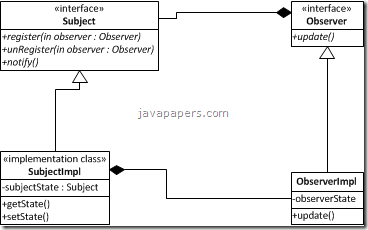 «interface»
Subject
+register(in observer : Observer)
+unRegister(in observer : Observer)
+notify()
«interface»
Observer
+update()
javapapers.com
«implementation class»
SubjectImpl
-subjectState : Subject
+getState()
+setState()
ObserverImpl
-observerState
+update()